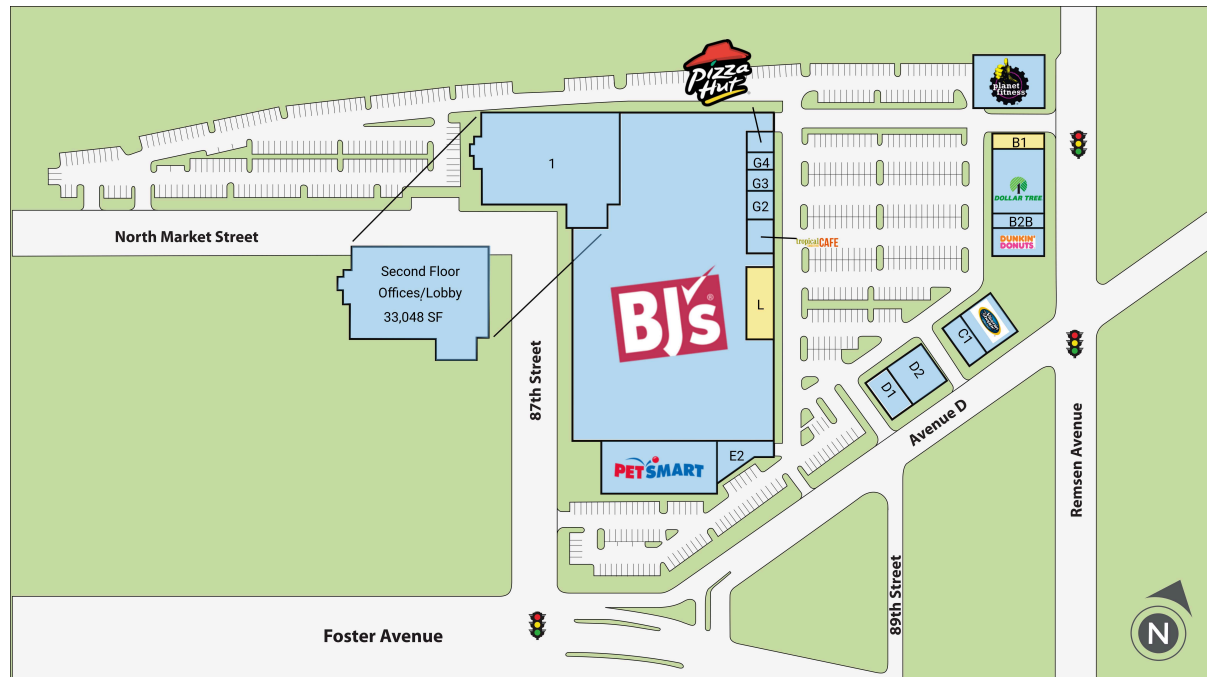 Pizza
Hut
planet
fitness
B1
1
G4
G3
G2
DOLLAR TREE
B2B
DUNKIN'
DONUTS
North Market Street
tropical CAFE
Second Floor
Offices/Lobby
33,048 SF
BJ's
L
C1
D2
D1
87th Street
Avenue D
PETSMART
E2
Remsen Avenue
89th Street
Foster Avenue
N